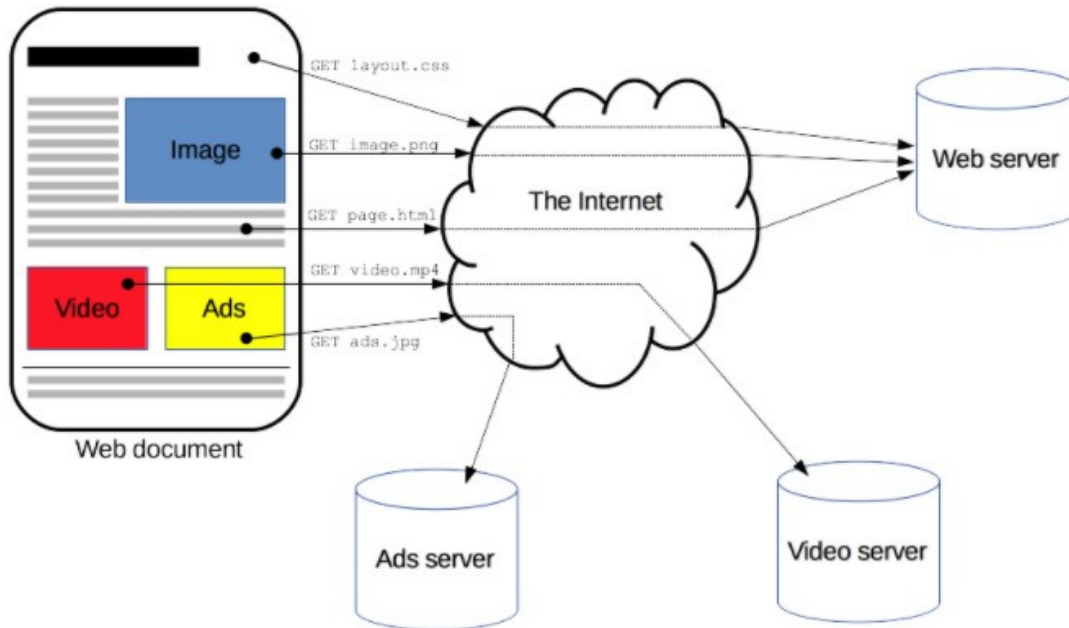 GET layout.css
Image
GET image.png
Web server
The Internet
GET page.html
GET video.mp4
Video
Ads
GET ads.jpg
Web document
Ads server
Video server